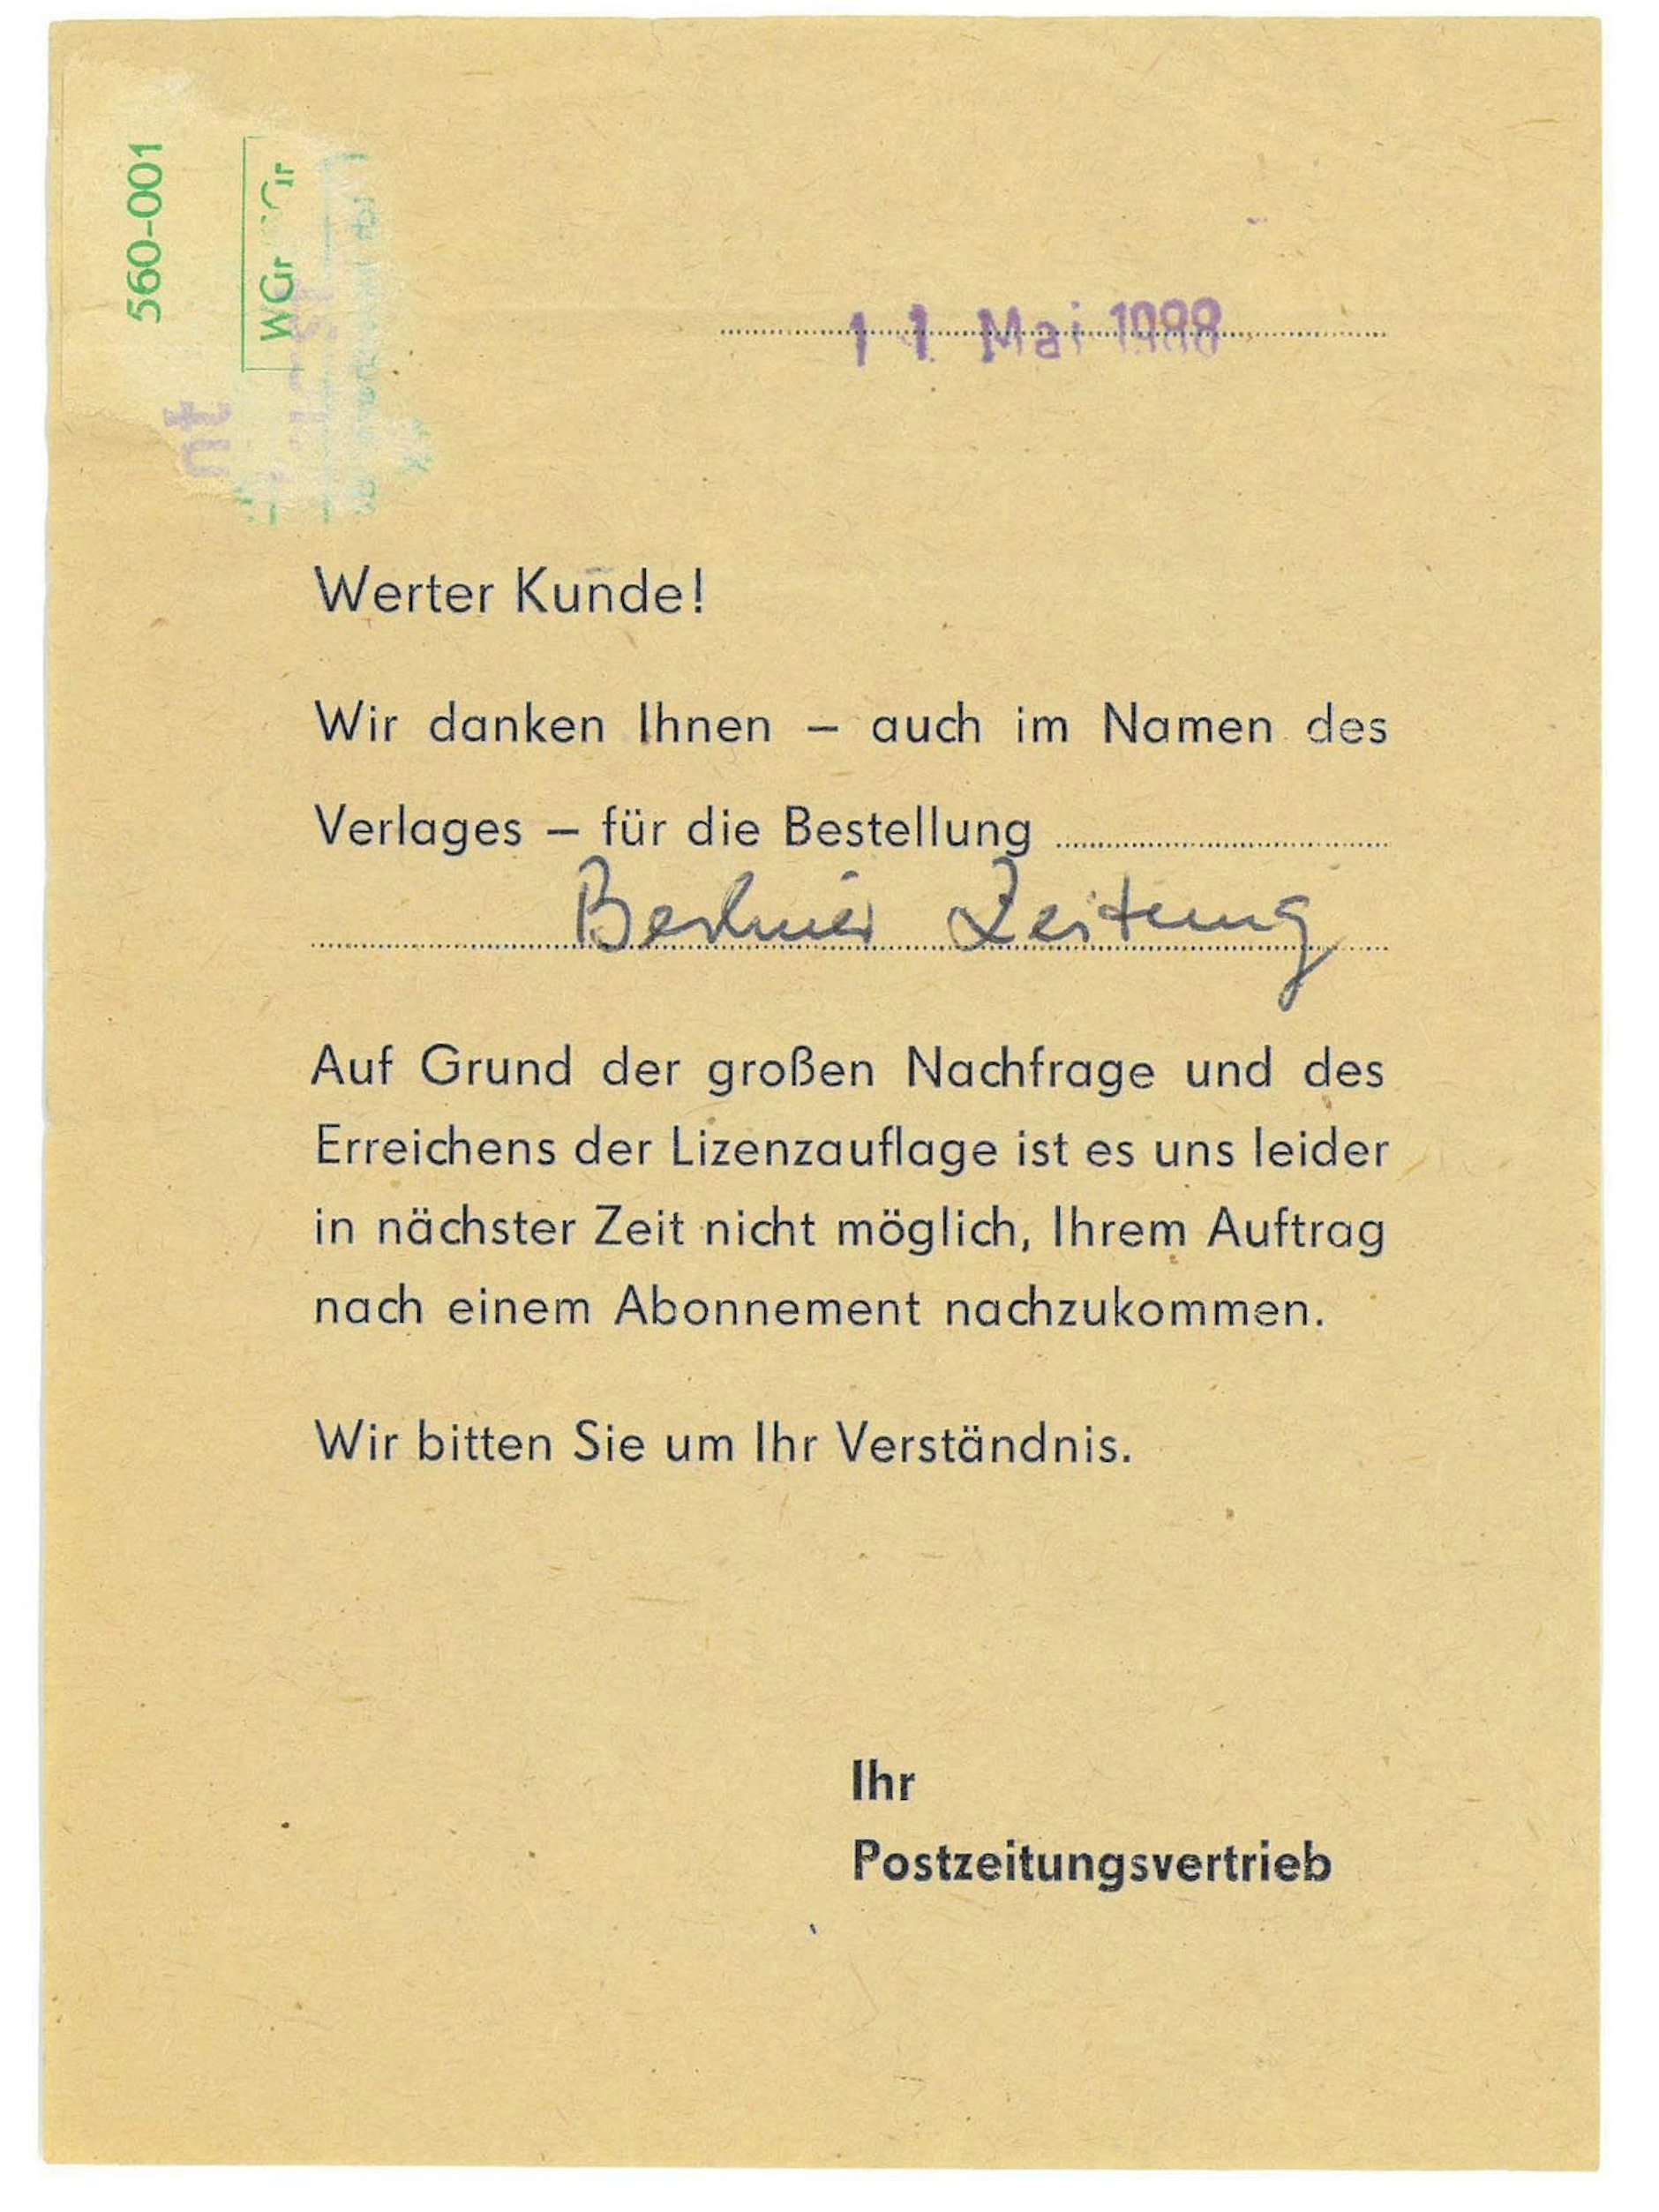 560-001
WGr
11. Mai 1988
Werter Kunde!
Wir danken Ihnen – auch im Namen des
Verlages – für die Bestellung
Berliner Zeitung
Auf Grund der großen Nachfrage und des
Erreichens der Lizenzauflage ist es uns leider
in nächster Zeit nicht möglich, Ihrem Auftrag
nach einem Abonnement nachzukommen.
Wir bitten Sie um Ihr Verständnis.
Ihr
Postzeitungsvertrieb